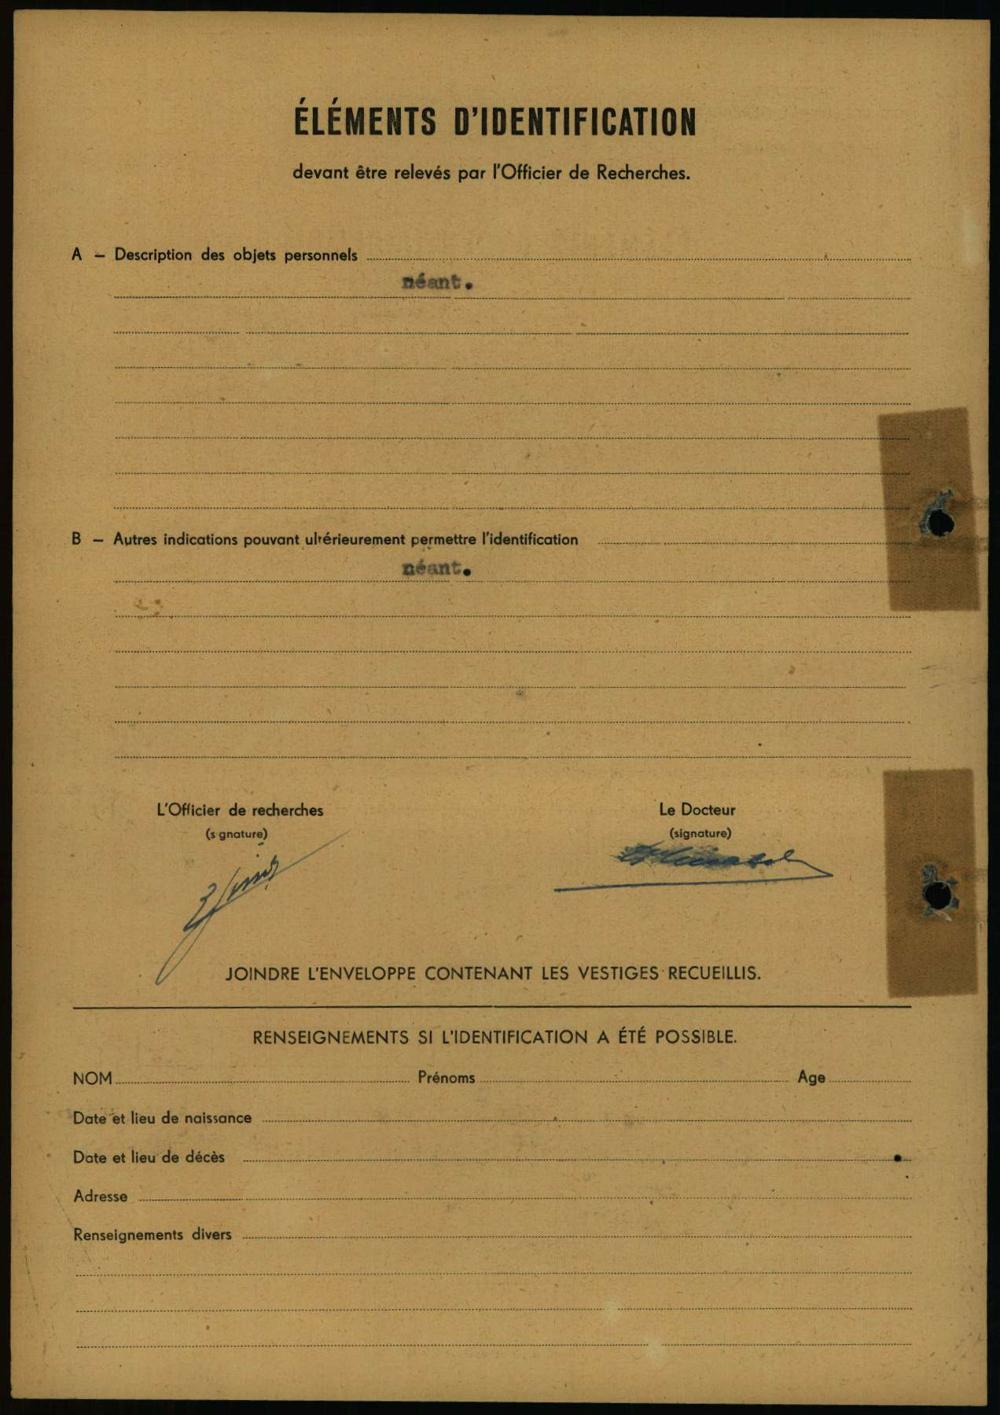 ÉLÉMENTS D'IDENTIFICATION
devant être relevés par l'Officier de Recherches.
A – Description des objets personnels
néant.
B – Autres indications pouvant ultérieurement permettre l'identification
néant.
L'Officier de recherches
(s gnature)
Le Docteur
(signature)
JOINDRE L'ENVELOPPE CONTENANT LES VESTIGES RECUEILLIS.
RENSEIGNEMENTS SI L'IDENTIFICATION A ÉTÉ POSSIBLE.
NOM Prénoms Age
Date et lieu de naissance
Date et lieu de décès
Adresse
Renseignements divers